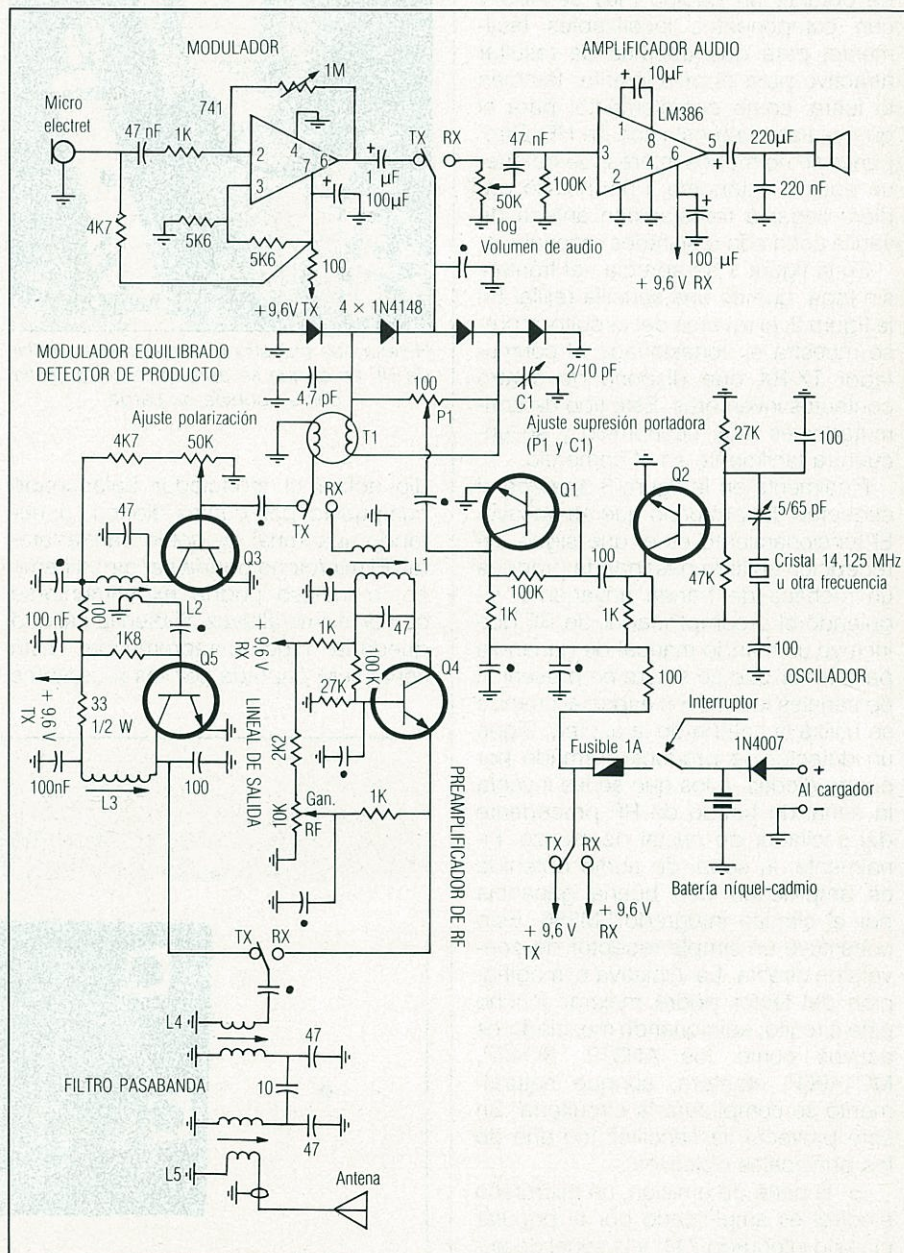 MODULADOR
AMPLIFICADOR AUDIO
Micro
electret
47 nF
1K
741
1M
2
3
4
7
6
4K7
5K6
5K6
1 µF
100µF
100
+9,6V TX
TX
RX
47 nF
50K
log
100K
10µF
LM386
1
8
3
2
4
6
5
220µF
220 nF
100 µF
+ 9,6 V RX
Volumen de audio
4 × 1N4148
MODULADOR EQUILIBRADO
DETECTOR DE PRODUCTO
4,7 pF
100
P1
2/10 pF
C1
Ajuste supresión portadora
(P1 y C1)
T1
Ajuste polarización
4K7
50K
RX
TX
L1
47
Q3
47
100
L2
100 nF
1K8
Q5
+ 9,6 V
TX
33
1/2 W
100nF
L3
100
+ 9,6 V
RX
1K
100K
27K
Q4
LINEAL DE SALIDA
2K2
10K
Gan.
RF
1K
PREAMPLIFICADOR DE RF
Q1
Q2
1K
100K
100
1K
100
27K
47K
100
5/65 pF
Cristal 21,125 MHz
u otra frecuencia
100
OSCILADOR
Interruptor
Fusible 1A
1N4007
+
Al cargador
−
Batería níquel-cadmio
TX
RX
+ 9,6 V
TX
+ 9,6 V
RX
TX
RX
L4
47
10
47
FILTRO PASABANDA
L5
Antena